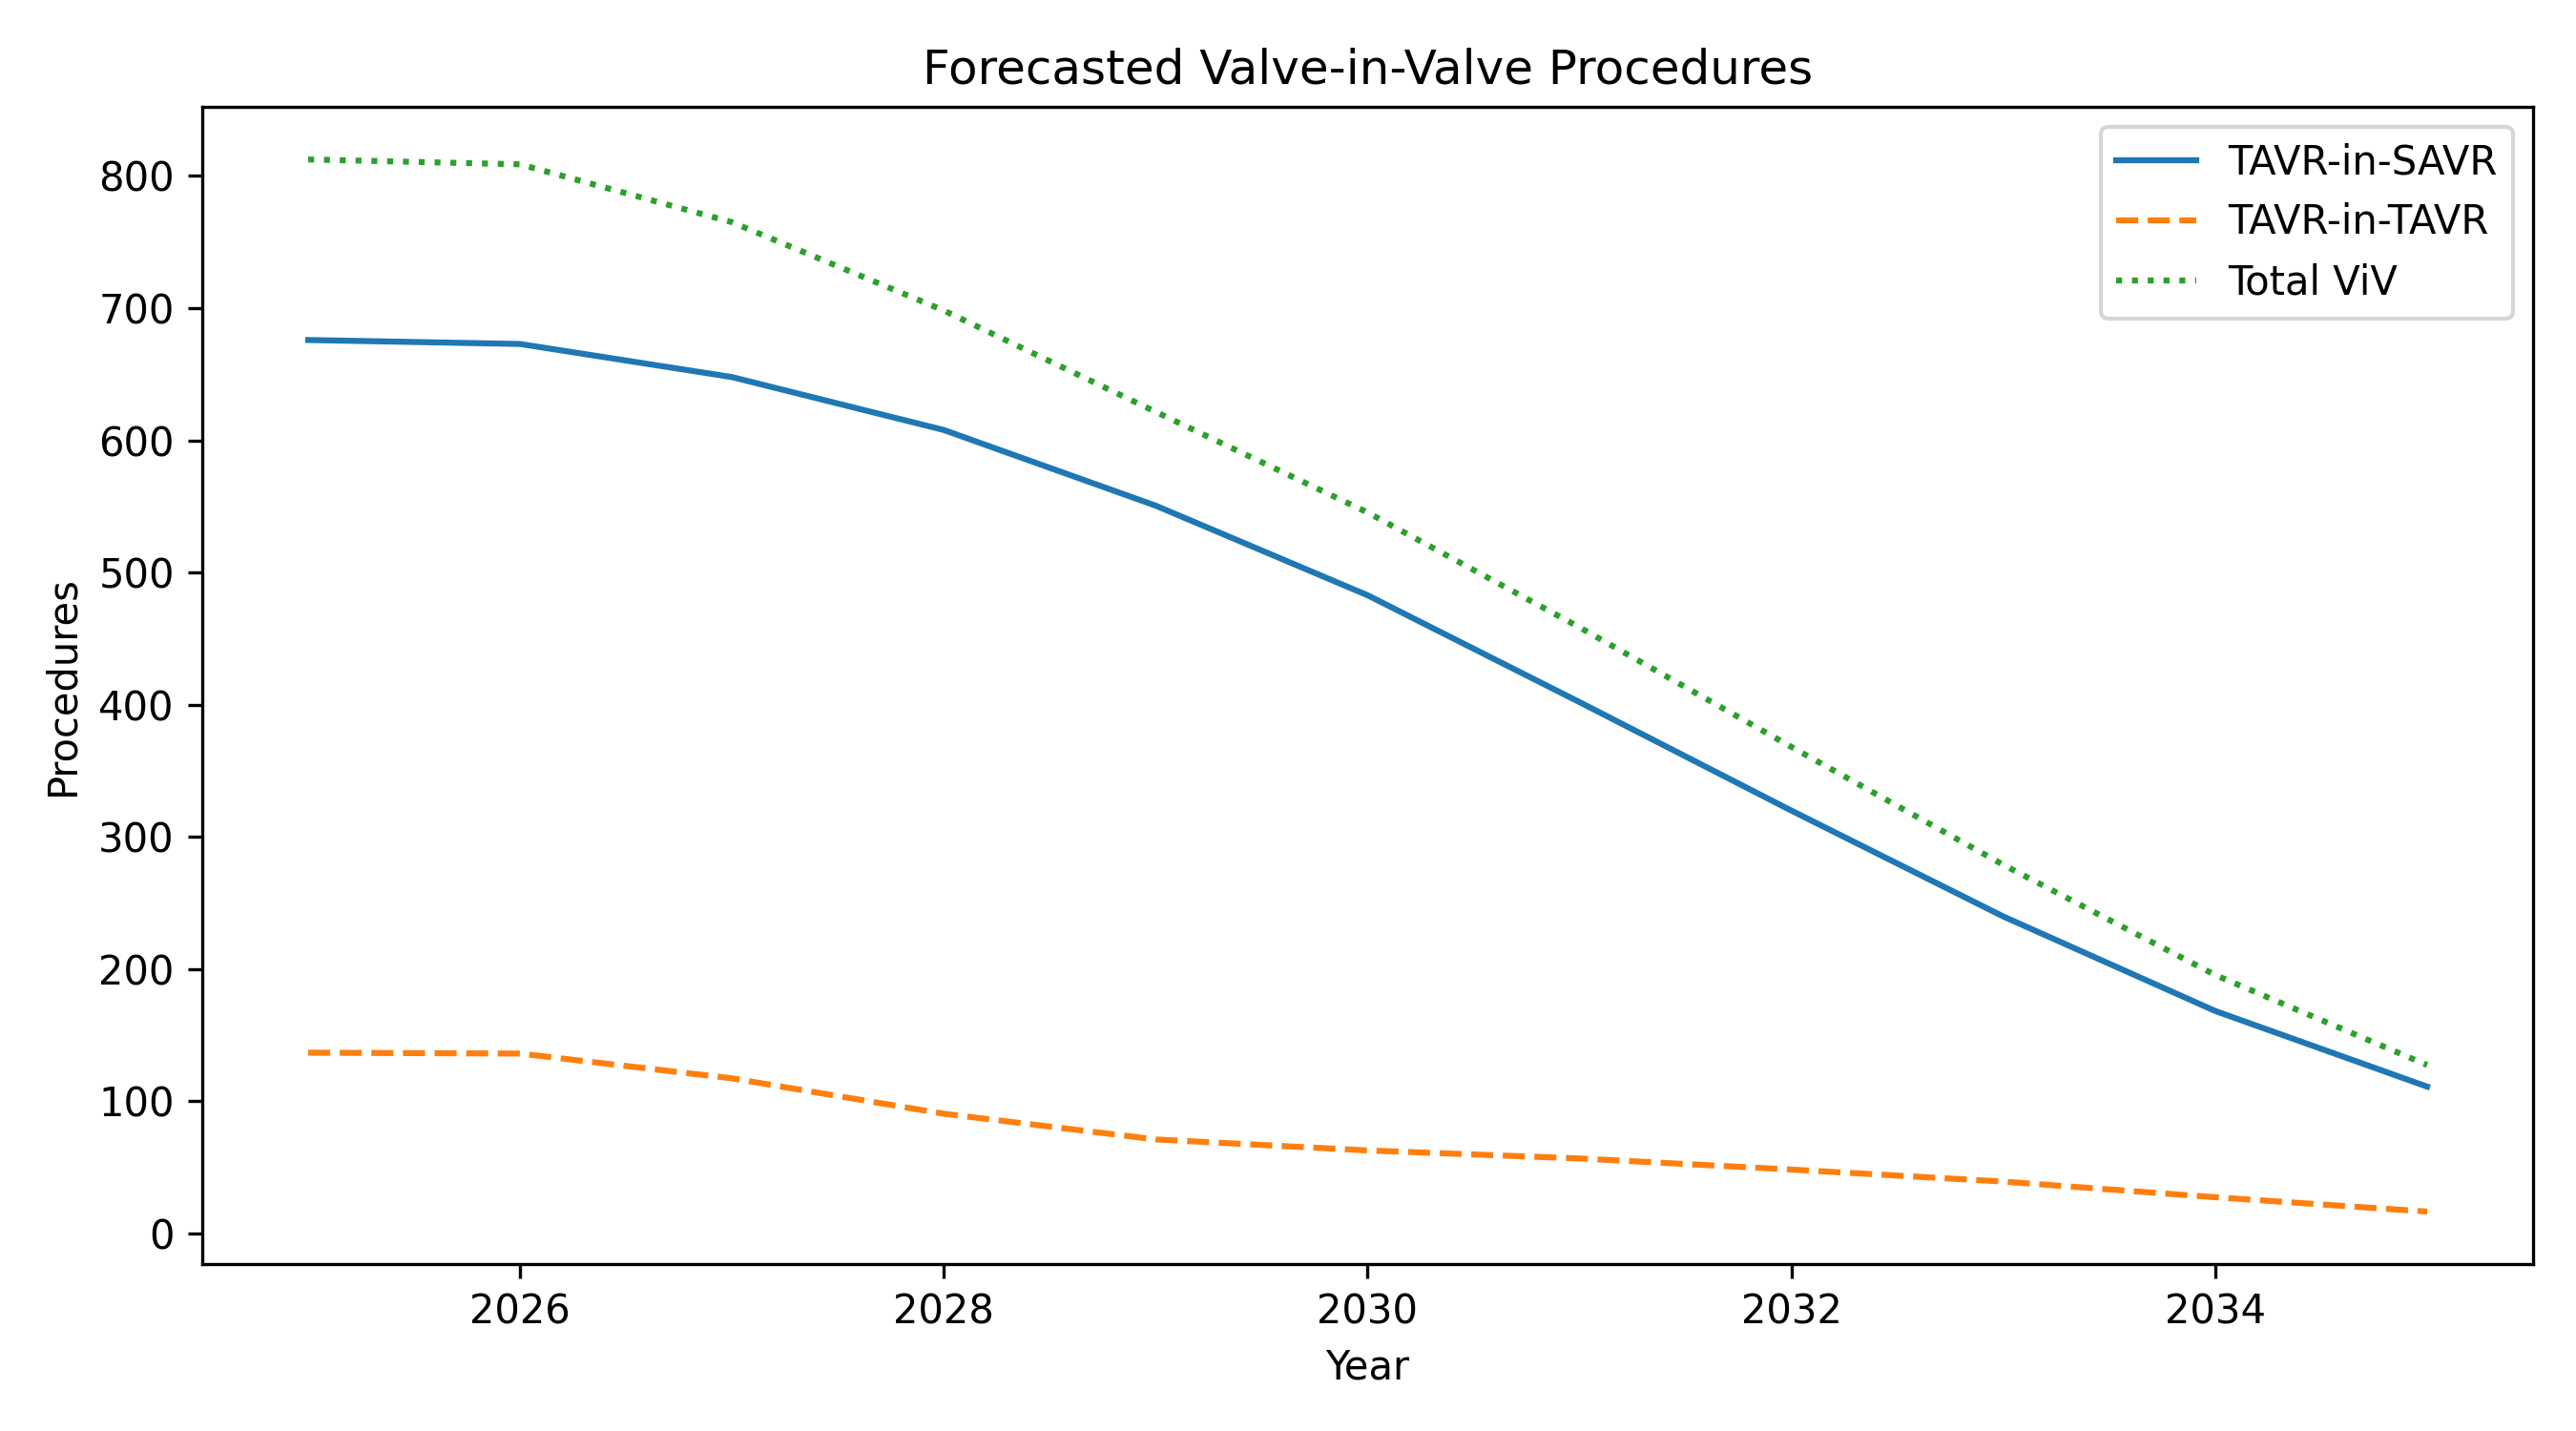 Forecasted Valve-in-Valve Procedures
TAVR-in-SAVR
TAVR-in-TAVR
Total ViV
Procedures
800
700
600
500
400
300
200
100
0
2026 2028 2030 2032 2034
Year